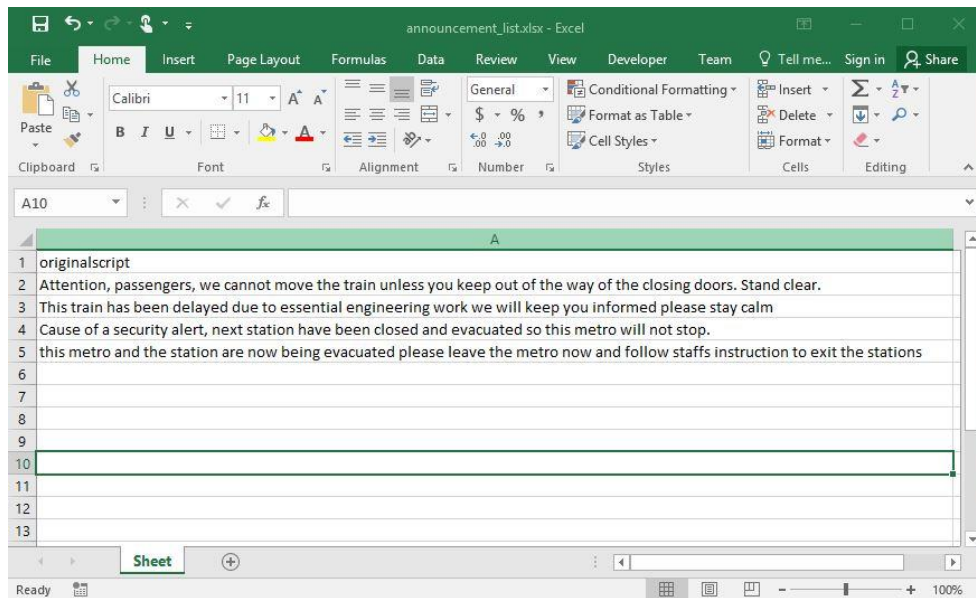 announcement_list.xlsx - Excel
File Home Insert Page Layout Formulas Data Review View Developer Team Tell me... Sign in Share
Paste
Calibri 11 A A
B I U A
General
$ % ,
Conditional Formatting
Format as Table
Cell Styles
Insert
Delete
Format
Clipboard Font Alignment Number Styles Cells Editing
A10 fx
A
1 originalscript
2 Attention, passengers, we cannot move the train unless you keep out of the way of the closing doors. Stand clear.
3 This train has been delayed due to essential engineering work we will keep you informed please stay calm
4 Cause of a security alert, next station have been closed and evacuated so this metro will not stop.
5 this metro and the station are now being evacuated please leave the metro now and follow staffs instruction to exit the stations
6
7
8
9
10
11
12
13
Sheet
Ready 100%